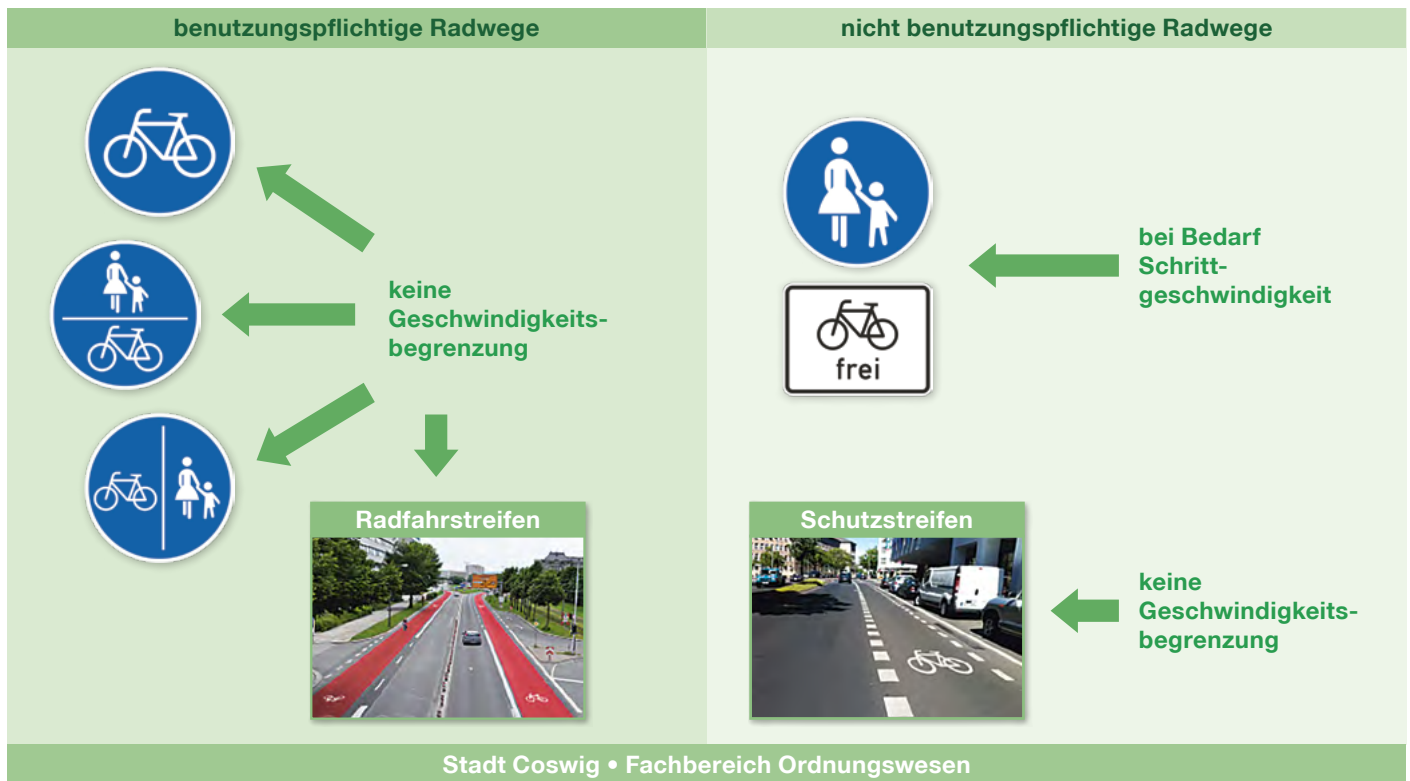 benutzungspflichtige Radwege
nicht benutzungspflichtige Radwege
keine
Geschwindigkeits-
begrenzung
Radfahrstreifen
bei Bedarf
Schritt-
geschwindigkeit
frei
Schutzstreifen
keine
Geschwindigkeits-
begrenzung
Stadt Coswig • Fachbereich Ordnungswesen